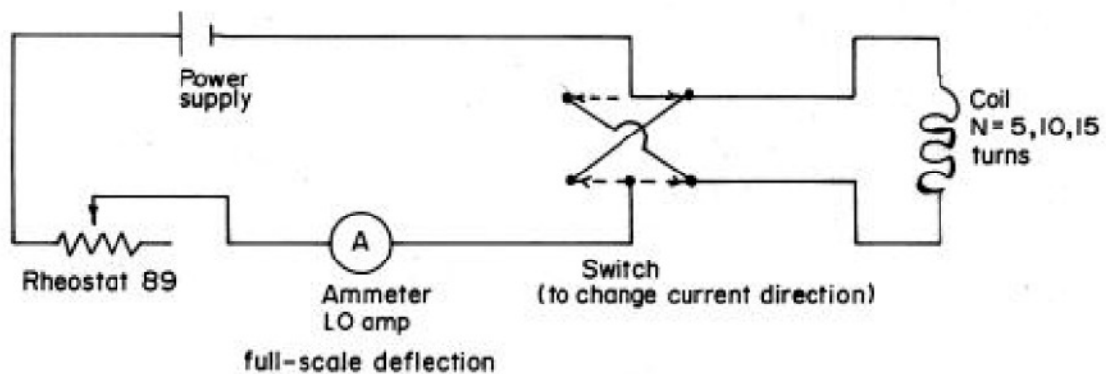 Power
supply
Coil
N = 5, 10, 15
turns
A
Rheostat 89
Ammeter
LO amp
full-scale deflection
Switch
(to change current direction)